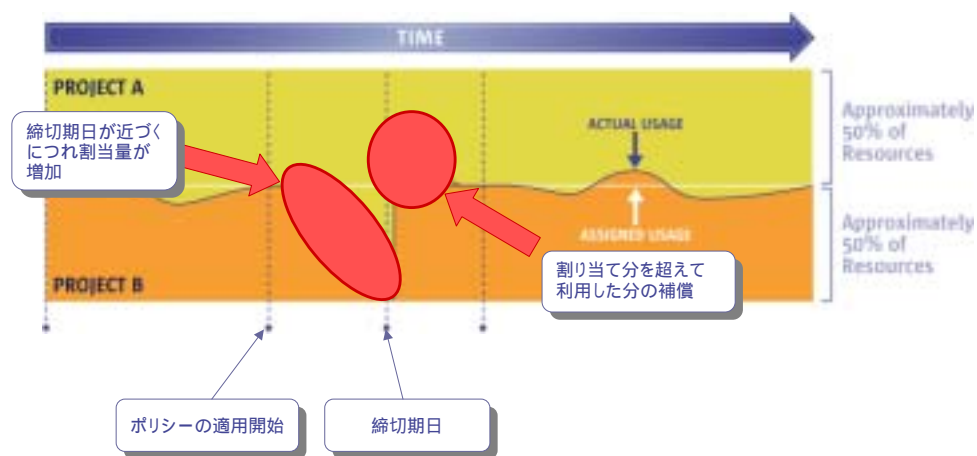 TIME
PROJECT A
締切期日が近づく
につれ割当量が
増加
ACTUAL USAGE
Approximately
50% of
Resources
ASSIGNED USAGE
Approximately
50% of
Resources
割り当て分を超えて
利用した分の補償
PROJECT B
ポリシーの適用開始
締切期日